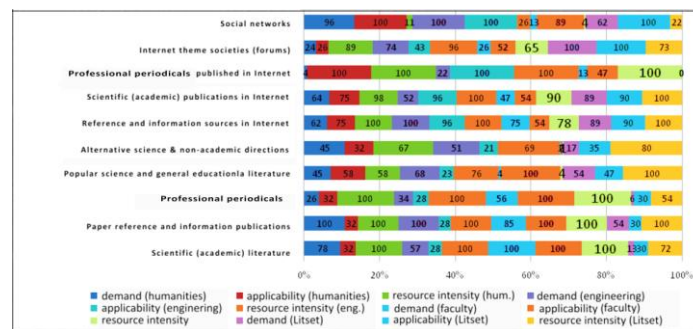 Social networks
96 100 11 100 100 26 13 89 4 62 100 22
Internet theme societies (forums)
24 26 89 74 43 96 26 52 65 100 100 73
Professional periodicals published in Internet
4 100 100 22 100 100 13 47 100 0
Scientific (academic) publications in Internet
64 75 98 52 96 100 47 54 90 89 90 100
Reference and information sources in Internet
62 75 100 100 96 100 75 54 78 89 90 100
Alternative science & non-academic directions
45 32 67 51 21 69 17 35 80
Popular science and general educationla literature
45 58 58 68 23 76 4 100 4 54 47 100
Professional periodicals
26 32 100 34 28 100 56 100 100 6 30 54
Paper reference and information publications
100 32 100 100 28 100 85 100 100 54 30 100
Scientific (academic) literature
78 32 100 57 28 100 100 100 100 13 30 72
0% 20% 40% 60% 80% 100%
demand (humanities) applicability (humanities) resource intensity (hum.) demand (engineering)
applicability (enginering) resource intensity (eng.) demand (faculty) applicability (faculty)
resource intensity demand (Litset) applicability (Litset) resource intensity (Litset)